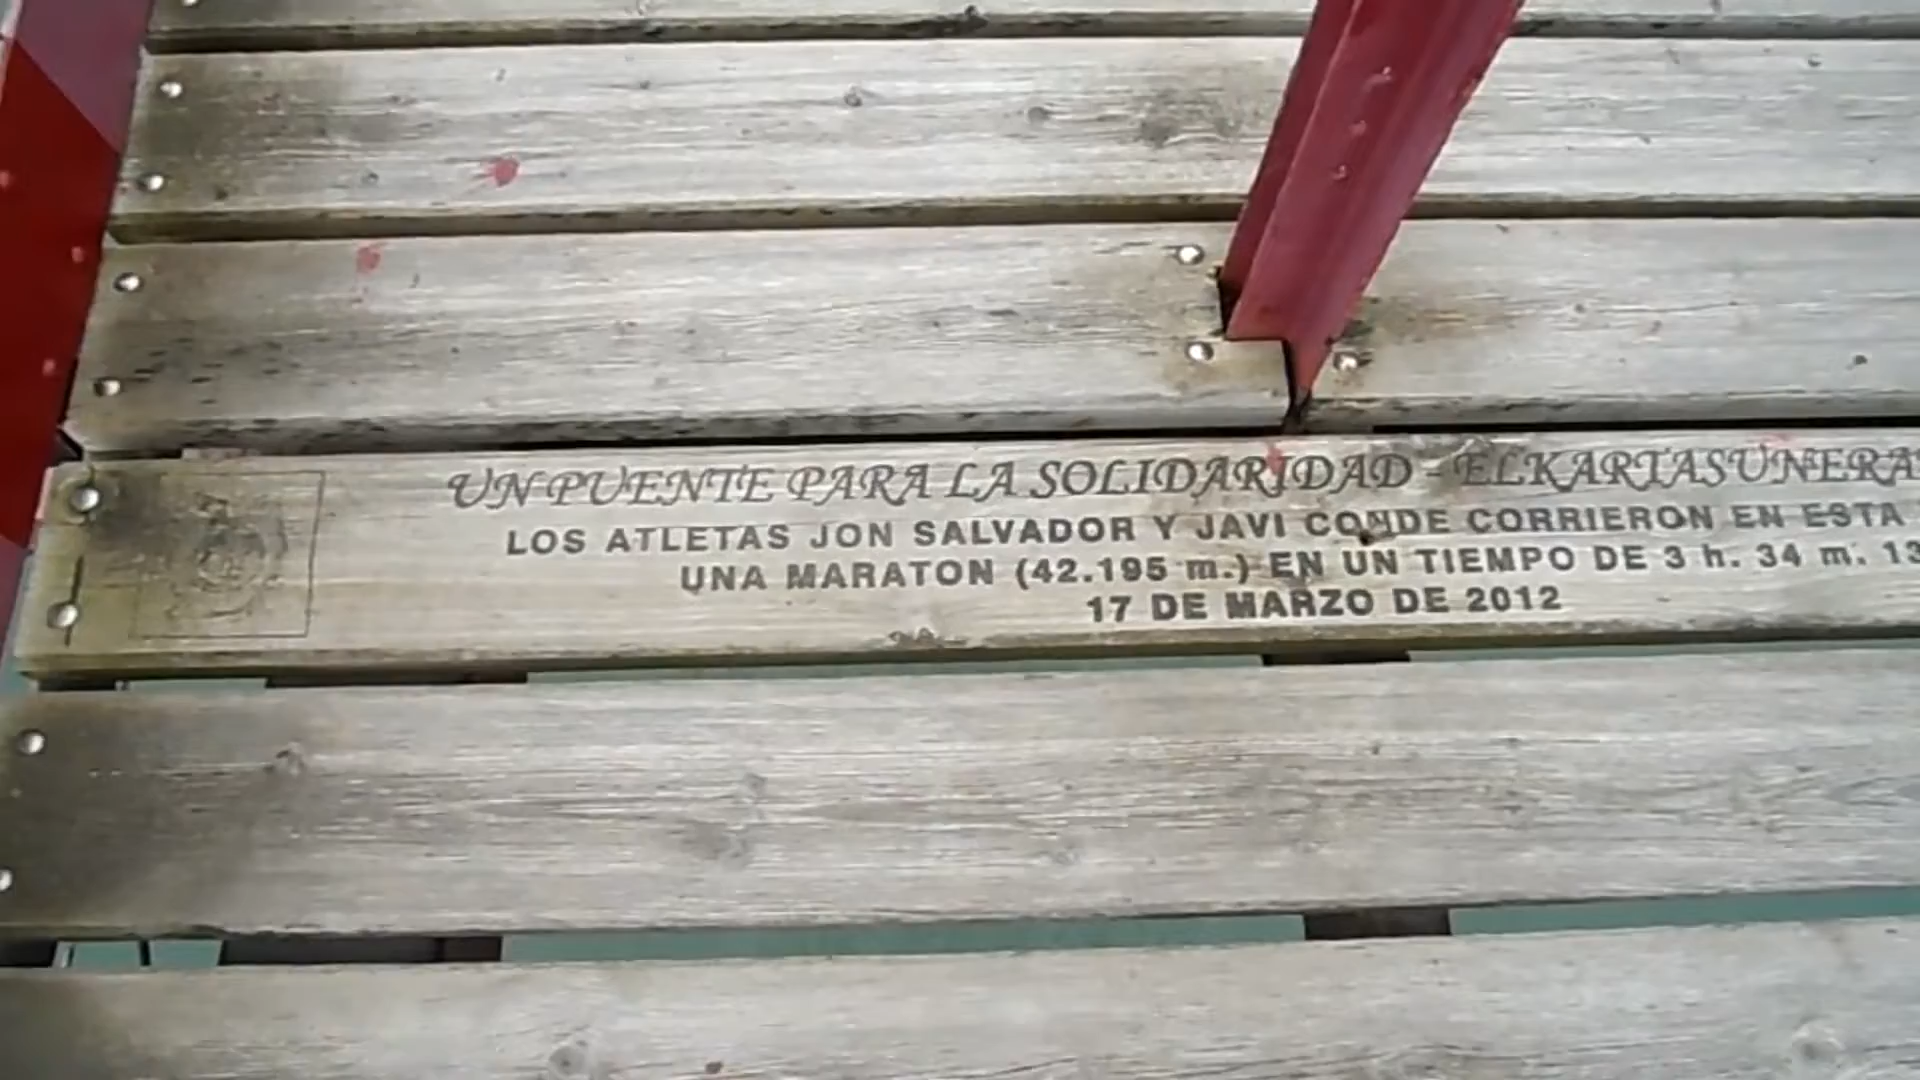 UN PUENTE PARA LA SOLIDARIDAD - ELKARTASUNERA
LOS ATLETAS JON SALVADOR Y JAVI CONDE CORRIERON EN ESTA
UNA MARATON (42.195 m.) EN UN TIEMPO DE 3 h. 34 m. 13
17 DE MARZO DE 2012